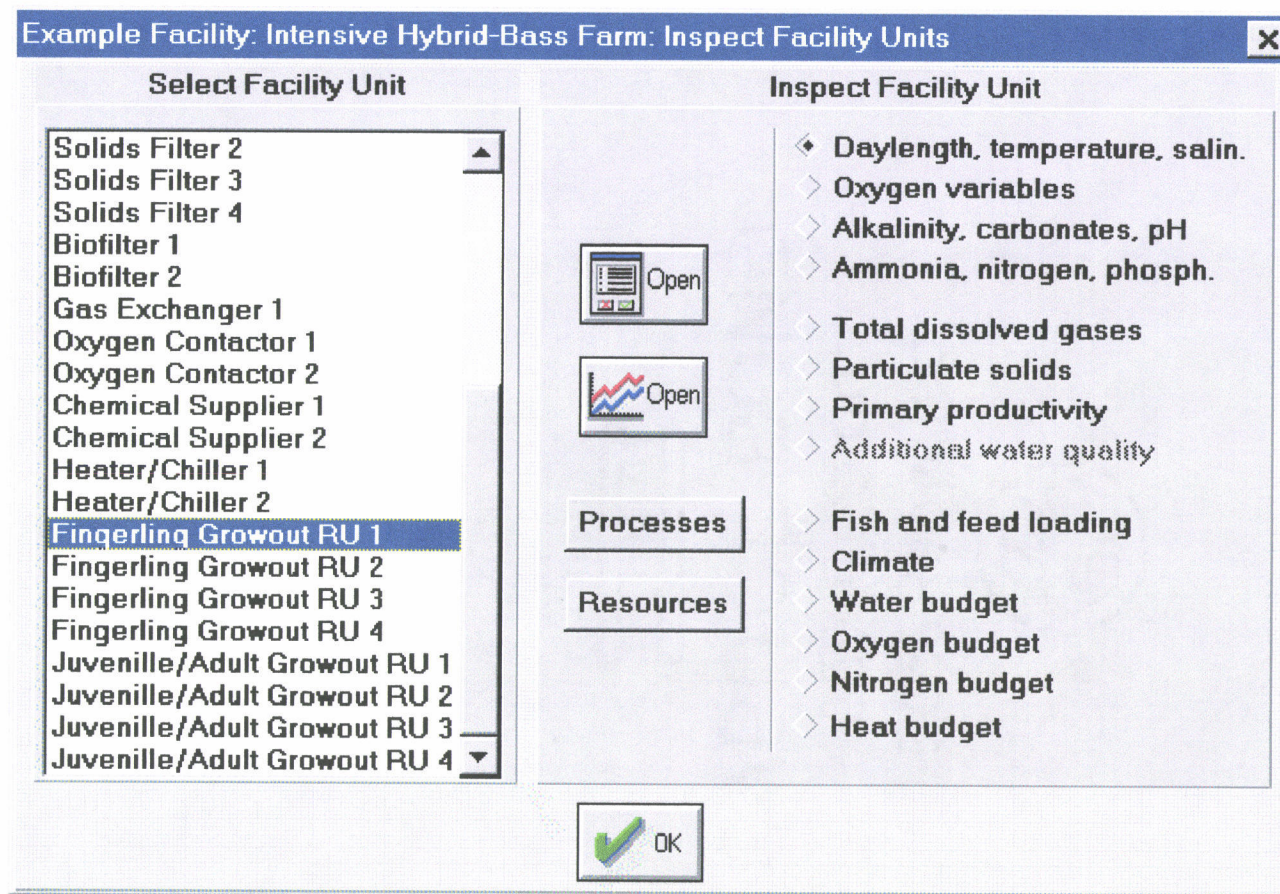 Example Facility: Intensive Hybrid-Bass Farm: Inspect Facility Units
Select Facility Unit
Solids Filter 2
Solids Filter 3
Solids Filter 4
Biofilter 1
Biofilter 2
Gas Exchanger 1
Oxygen Contactor 1
Oxygen Contactor 2
Chemical Supplier 1
Chemical Supplier 2
Heater/Chiller 1
Heater/Chiller 2
Fingerling Growout RU 1
Fingerling Growout RU 2
Fingerling Growout RU 3
Fingerling Growout RU 4
Juvenille/Adult Growout RU 1
Juvenille/Adult Growout RU 2
Juvenille/Adult Growout RU 3
Juvenille/Adult Growout RU 4
Inspect Facility Unit
Open
Open
Processes
Resources
Daylength, temperature, salin.
Oxygen variables
Alkalinity, carbonates, pH
Ammonia, nitrogen, phosph.
Total dissolved gases
Particulate solids
Primary productivity
Additional water quality
Fish and feed loading
Climate
Water budget
Oxygen budget
Nitrogen budget
Heat budget
OK